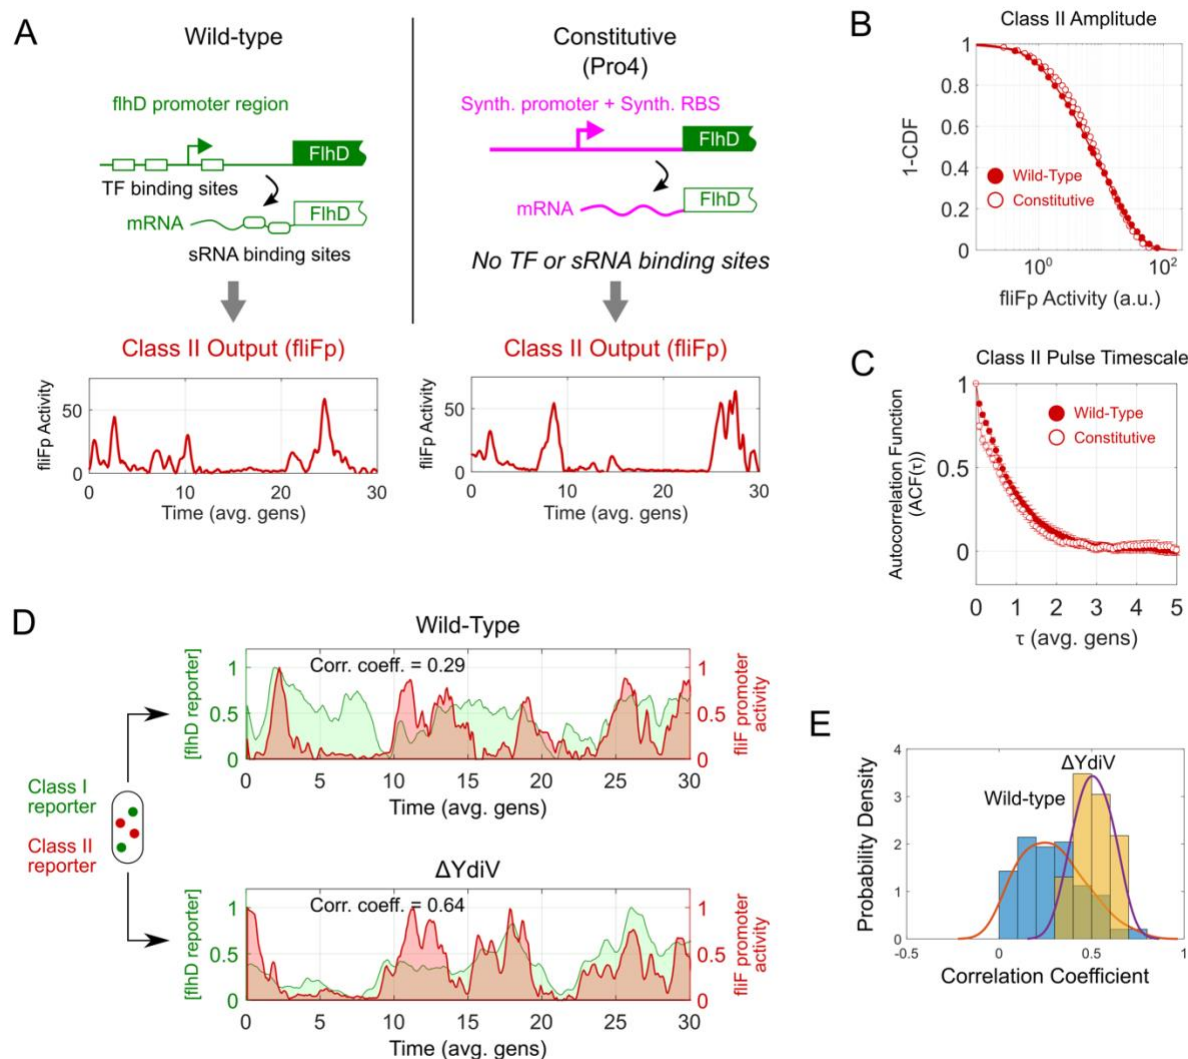 A
Wild-type
flhD promoter region
FlhD
TF binding sites
mRNA
FlhD
sRNA binding sites
Class II Output (fliFp)
fliFp Activity
50
0
0
10
20
30
Time (avg. gens)
Constitutive
(Pro4)
Synth. promoter + Synth. RBS
FlhD
mRNA
FlhD
No TF or sRNA binding sites
Class II Output (fliFp)
fliFp Activity
50
0
0
10
20
30
Time (avg. gens)
B
Class II Amplitude
1-CDF
1
0.8
0.6
0.4
0.2
0
Wild-Type
Constitutive
10⁰
10²
fliFp Activity (a.u.)
C
Class II Pulse Timescale
Autocorrelation Function
(ACF(τ))
1
0.5
0
Wild-Type
Constitutive
0
1
2
3
4
5
τ (avg. gens)
D
Class I
reporter
Class II
reporter
Wild-Type
[flhD reporter]
1
0.5
0
Corr. coeff. = 0.29
1
0.5
0
fliF promoter
activity
0
5
10
15
20
25
30
Time (avg. gens)
ΔYdiV
[flhD reporter]
1
0.5
0
Corr. coeff. = 0.64
1
0.5
0
fliF promoter
activity
0
5
10
15
20
25
30
Time (avg. gens)
E
Probability Density
4
3
2
1
0
Wild-type
ΔYdiV
-0.5
0
0.5
1
Correlation Coefficient